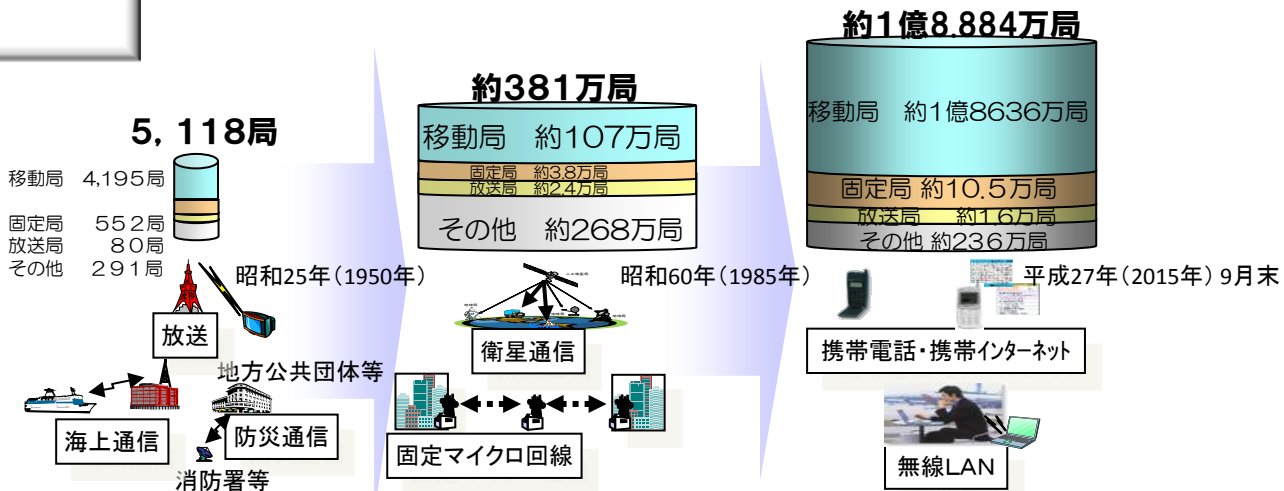 5,118局
移動局 4,195局
固定局 552局
放送局 80局
その他 291局
昭和25年(1950年)
放送
地方公共団体等
海上通信
防災通信
消防署等
約381万局
移動局 約107万局
固定局 約3.8万局
放送局 約2.4万局
その他 約268万局
昭和60年(1985年)
衛星通信
固定マイクロ回線
約1億8,884万局
移動局 約1億8636万局
固定局 約10.5万局
放送局 約1.6万局
その他 約236万局
平成27年(2015年) 9月末
携帯電話・携帯インターネット
無線LAN